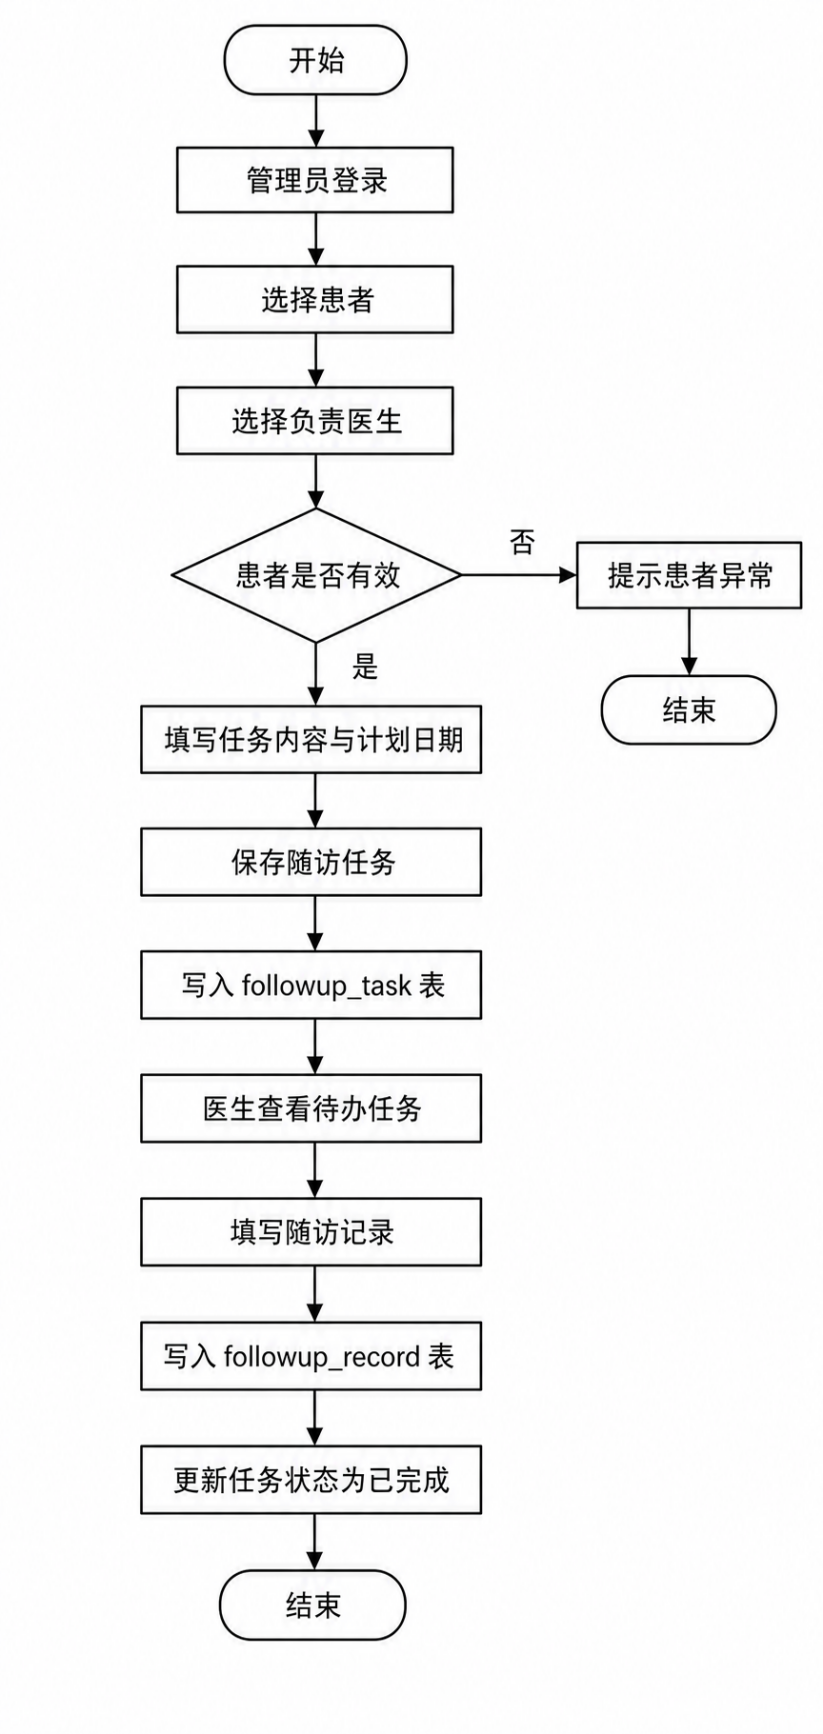 开始
管理员登录
选择患者
选择负责医生
患者是否有效
否
提示患者异常
结束
是
填写任务内容与计划日期
保存随访任务
写入 followup_task 表
医生查看待办任务
填写随访记录
写入 followup_record 表
更新任务状态为已完成
结束